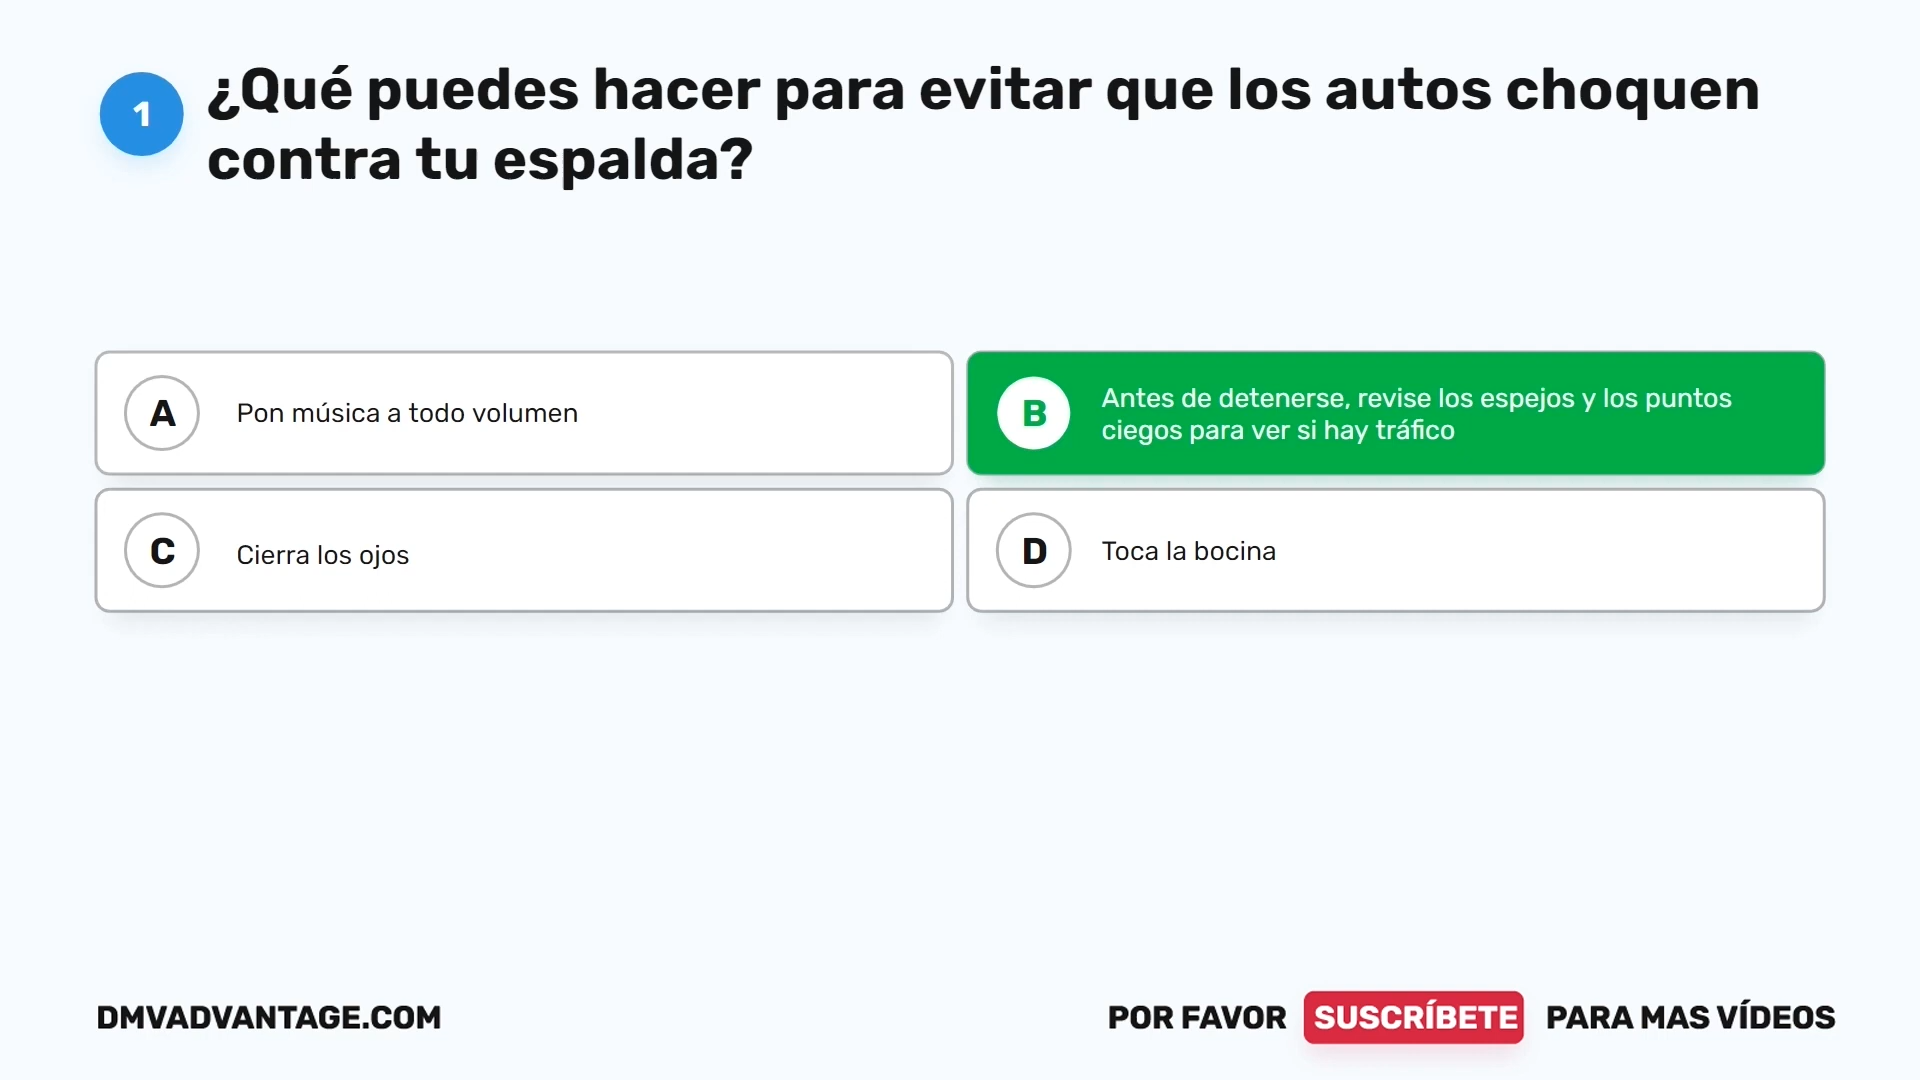 1
¿Qué puedes hacer para evitar que los autos choquen
contra tu espalda?
A
Pon música a todo volumen
B
Antes de detenerse, revise los espejos y los puntos
ciegos para ver si hay tráfico
C
Cierra los ojos
D
Toca la bocina
DMVADVANTAGE.COM
POR FAVOR SUSCRÍBETE PARA MAS VÍDEOS